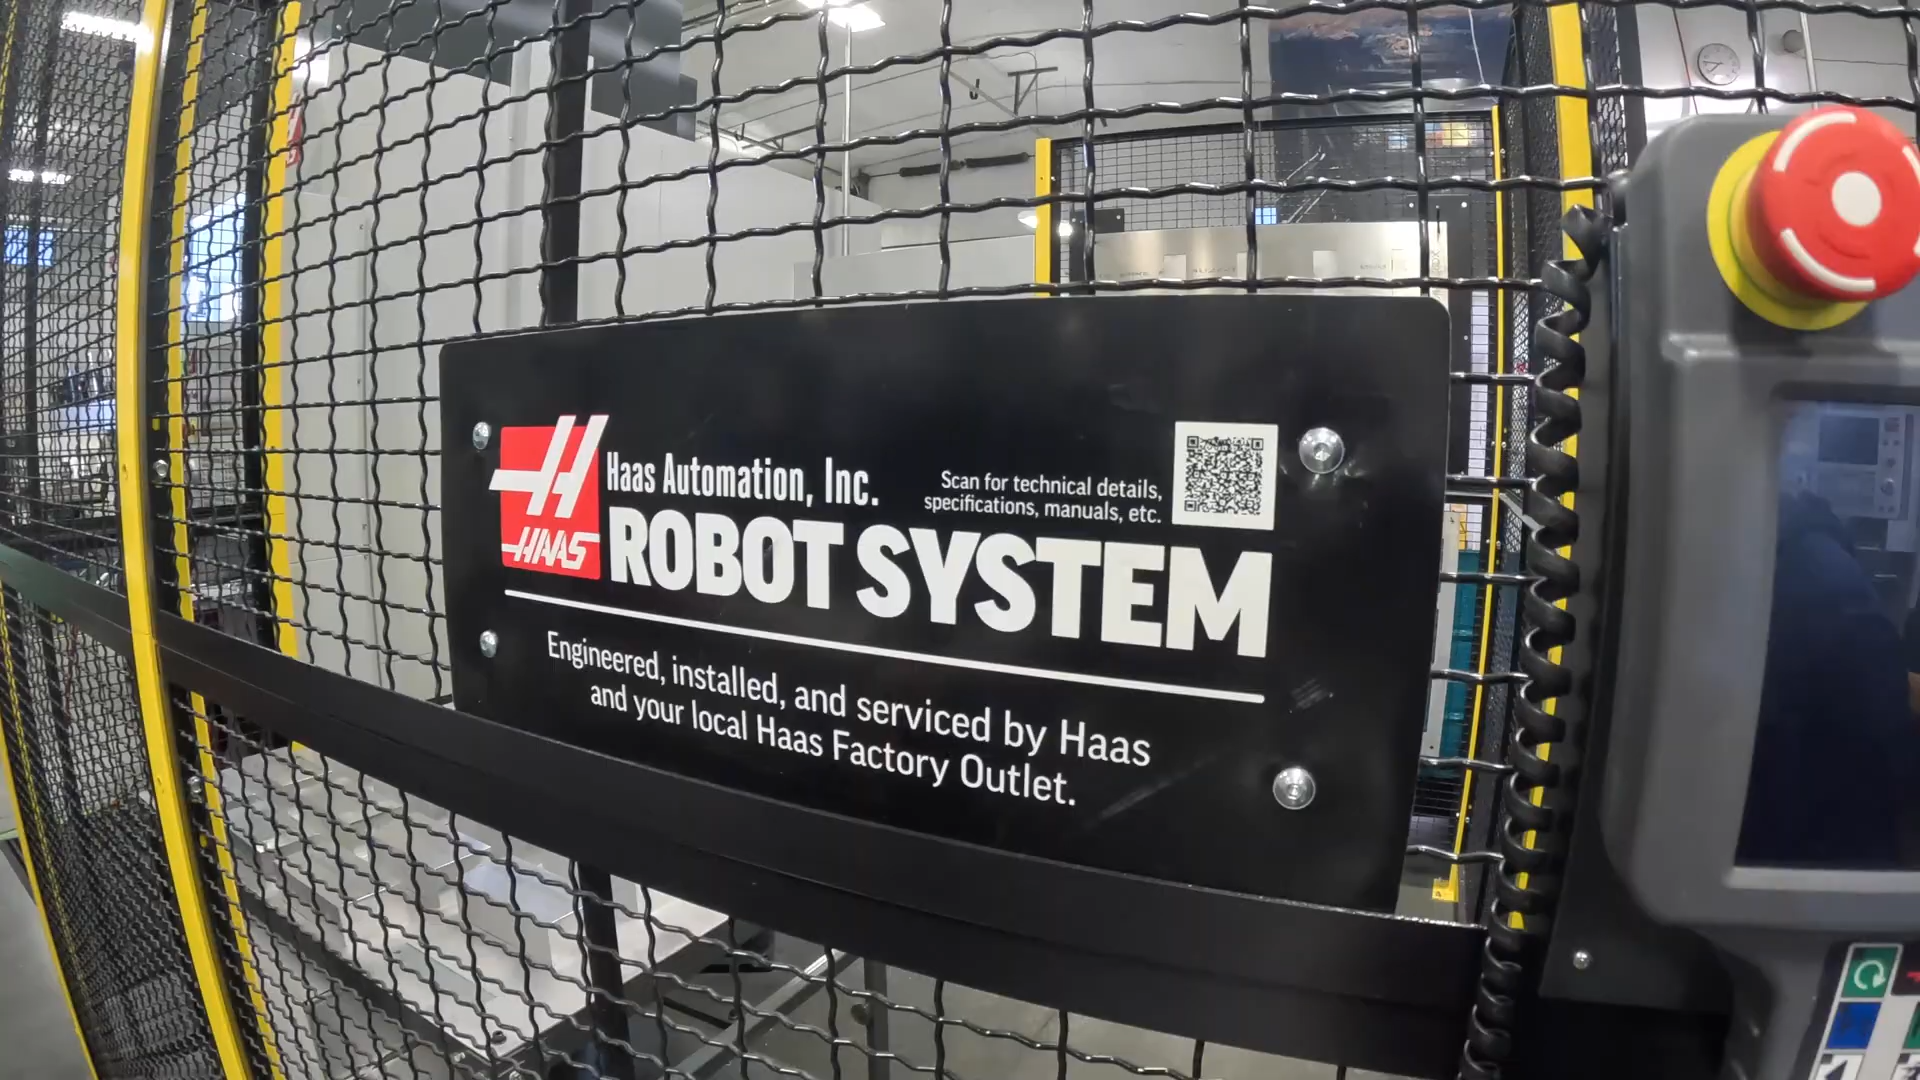 HAAS
Haas Automation, Inc.
Scan for technical details,
specifications, manuals, etc.
ROBOT SYSTEM
Engineered, installed, and serviced by Haas
and your local Haas Factory Outlet.